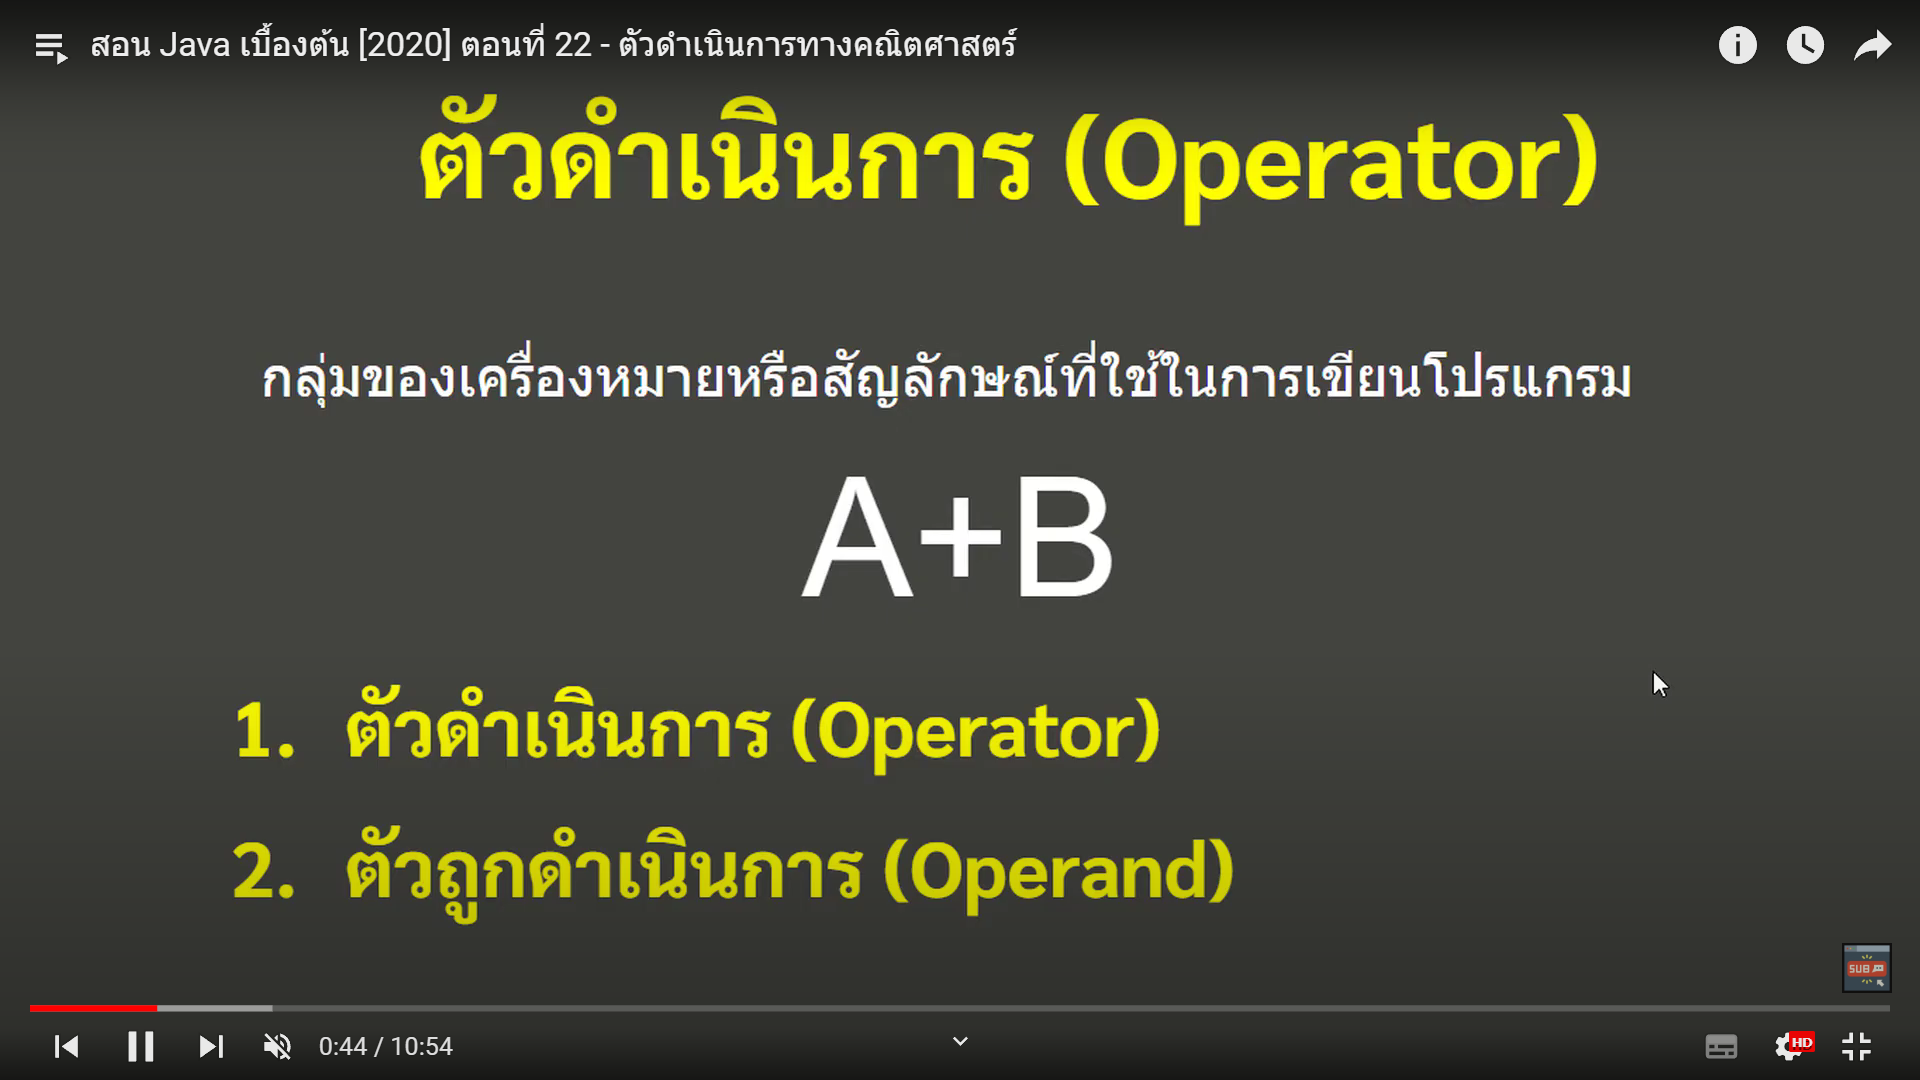 สอน Java เบื้องต้น [2020] ตอนที่ 22 - ตัวดำเนินการทางคณิตศาสตร์
ตัวดำเนินการ (Operator)
กลุ่มของเครื่องหมายหรือสัญลักษณ์ที่ใช้ในการเขียนโปรแกรม
A+B
1. ตัวดำเนินการ (Operator)
2. ตัวถูกดำเนินการ (Operand)
SUB
0:44 / 10:54
HD